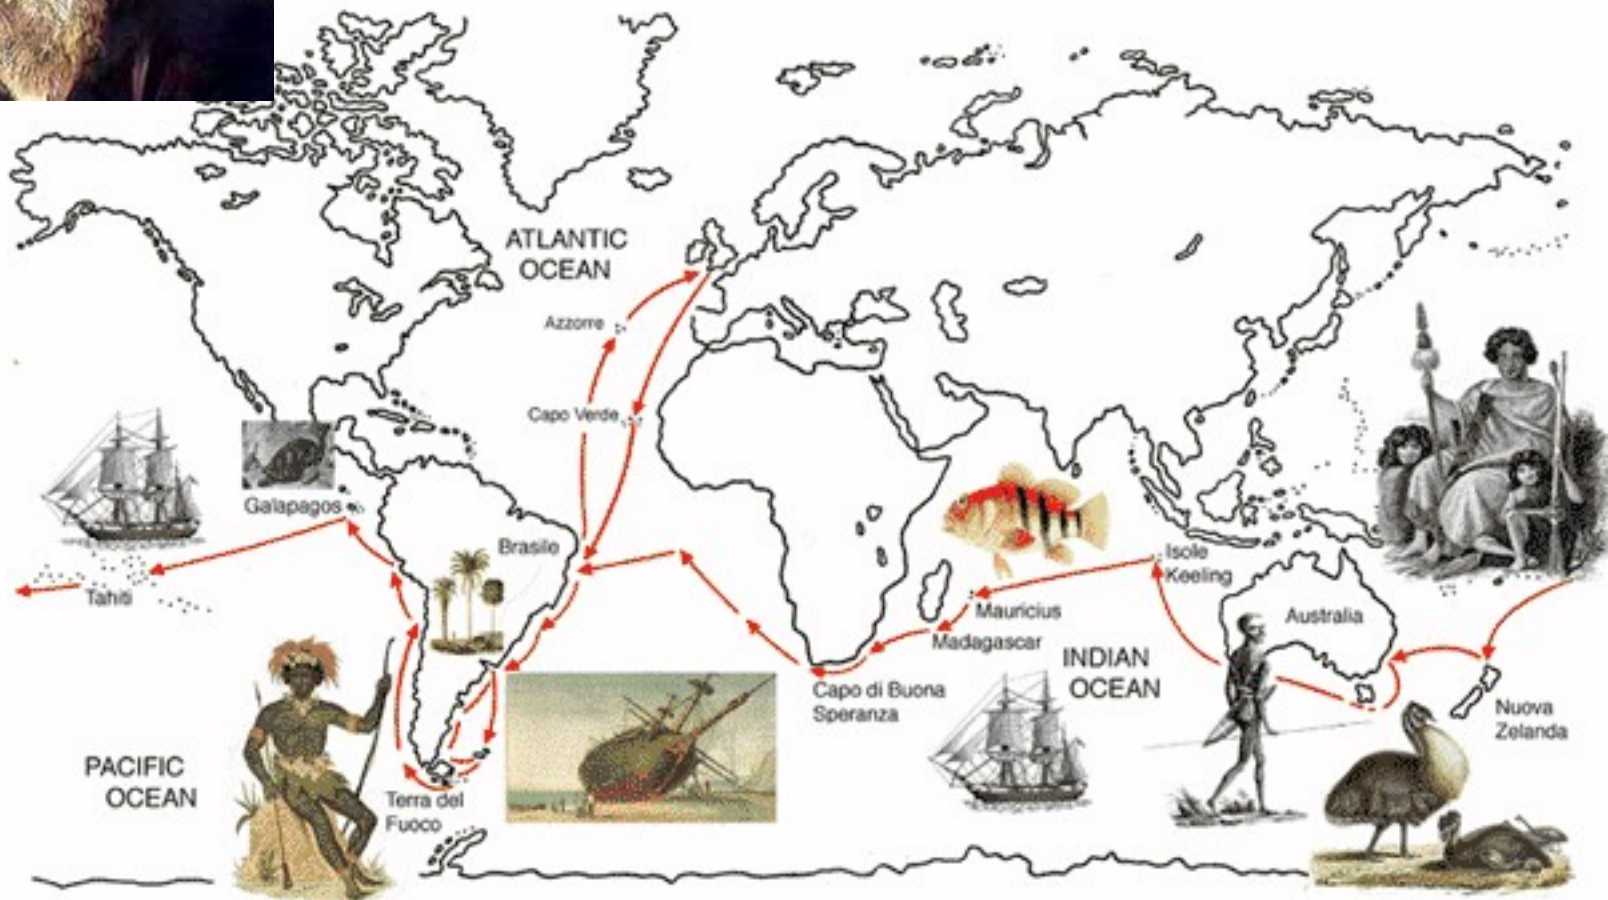 ATLANTIC
OCEAN
Azzorre
Capo Verde
Galapagos
Brasile
Tahiti
Isole
Keeling
Mauricius
Madagascar
Australia
INDIAN
OCEAN
Capo di Buona
Speranza
Nuova
Zelanda
PACIFIC
OCEAN
Terra del
Fuoco